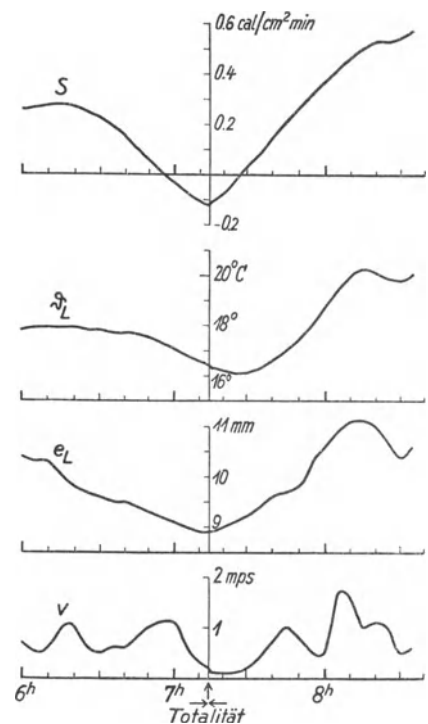 0.6 cal/cm² min
S
0.4
0.2
-0.2
20°C
ϑL
18°
16°
11 mm
eL
10
9
2 mps
v
1
6h 7h 8h
Totalität